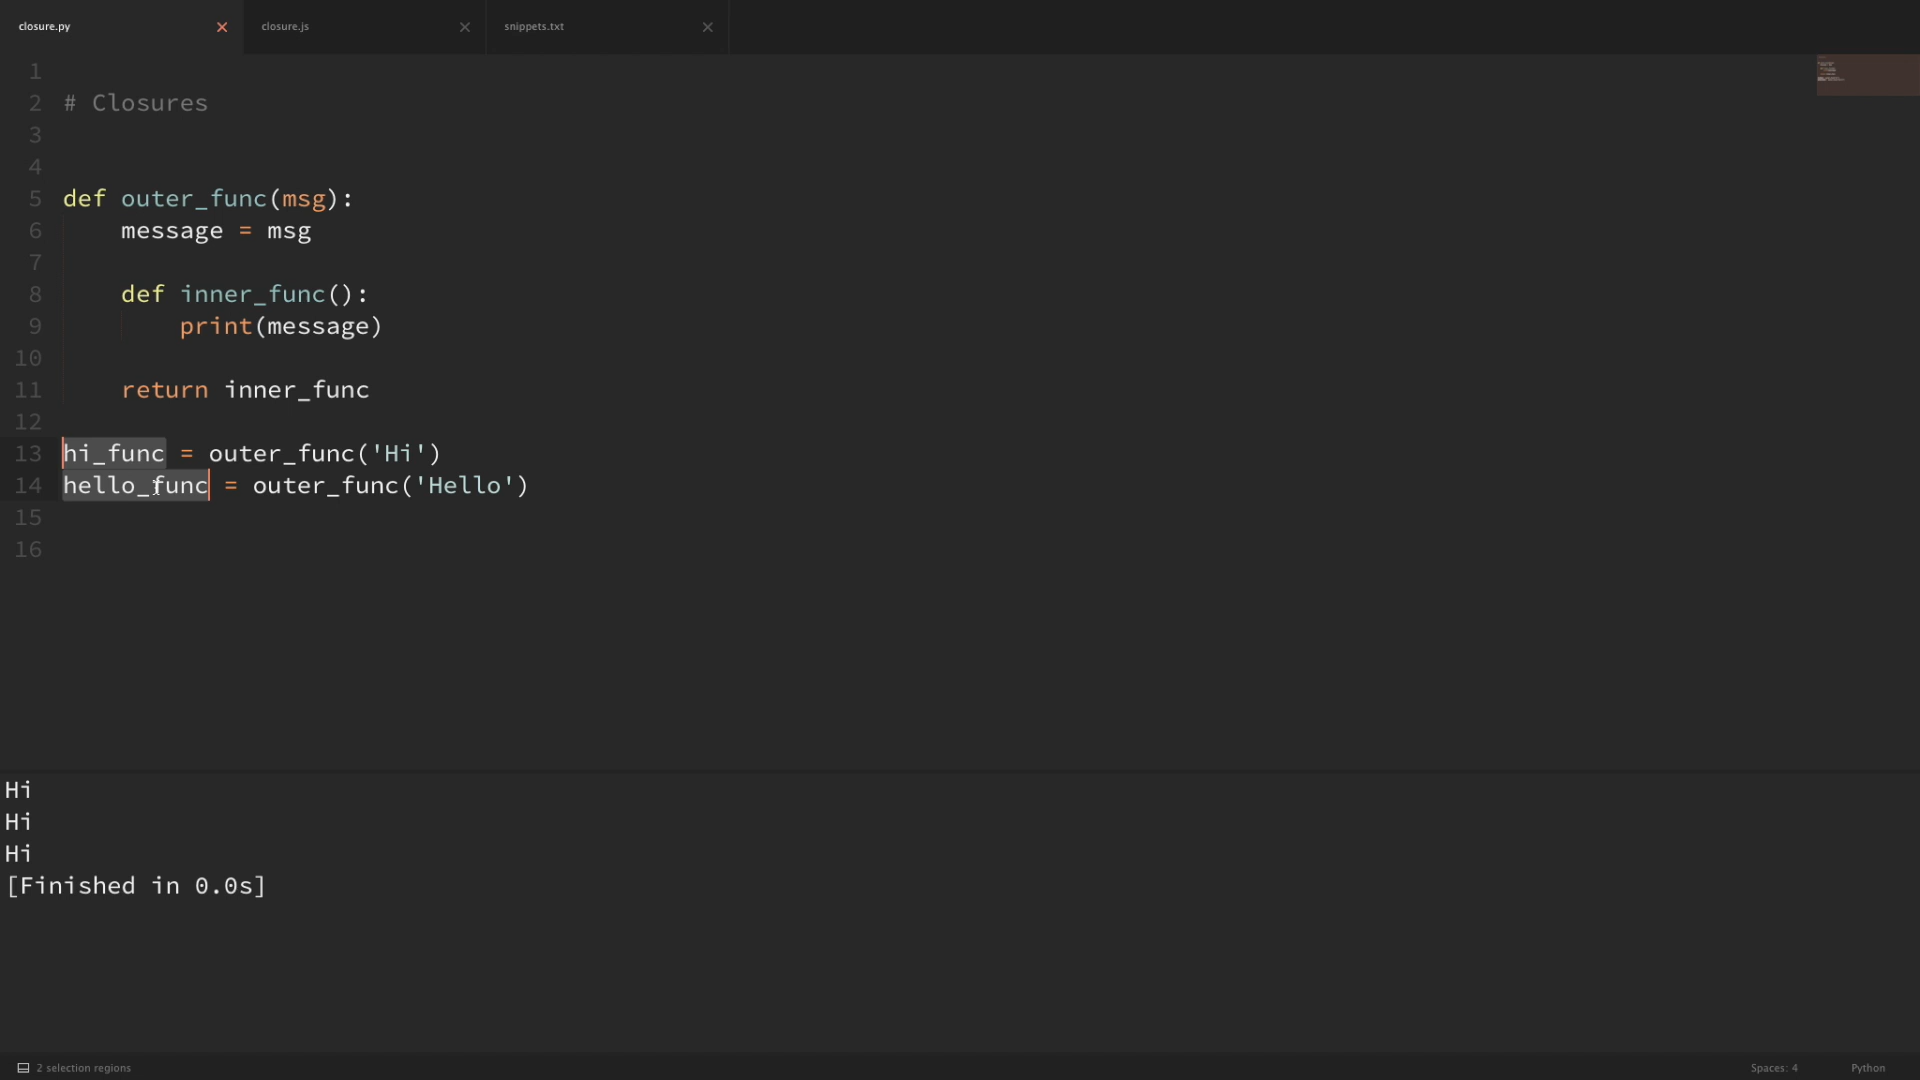 closure.py closure.js snippets.txt
1
2 # Closures
3
4
5 def outer_func(msg):
6     message = msg
7
8     def inner_func():
9         print(message)
10
11     return inner_func
12
13 hi_func = outer_func('Hi')
14 hello_func = outer_func('Hello')
15
16
Hi
Hi
Hi
[Finished in 0.0s]
2 selection regions Spaces: 4 Python